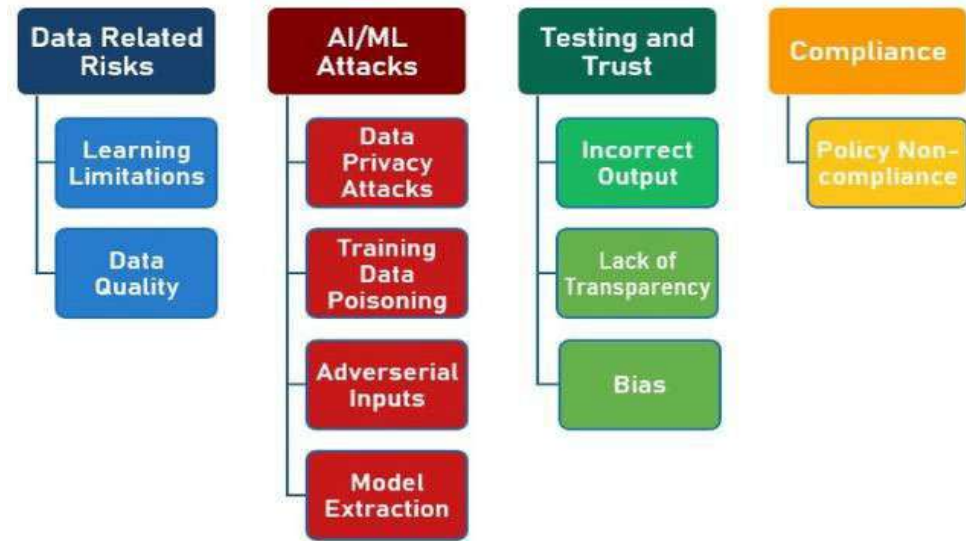 Data Related
Risks
Learning
Limitations
Data
Quality
AI/ML
Attacks
Data
Privacy
Attacks
Training
Data
Poisoning
Adverserial
Inputs
Model
Extraction
Testing and
Trust
Incorrect
Output
Lack of
Transparency
Bias
Compliance
Policy Non-
compliance